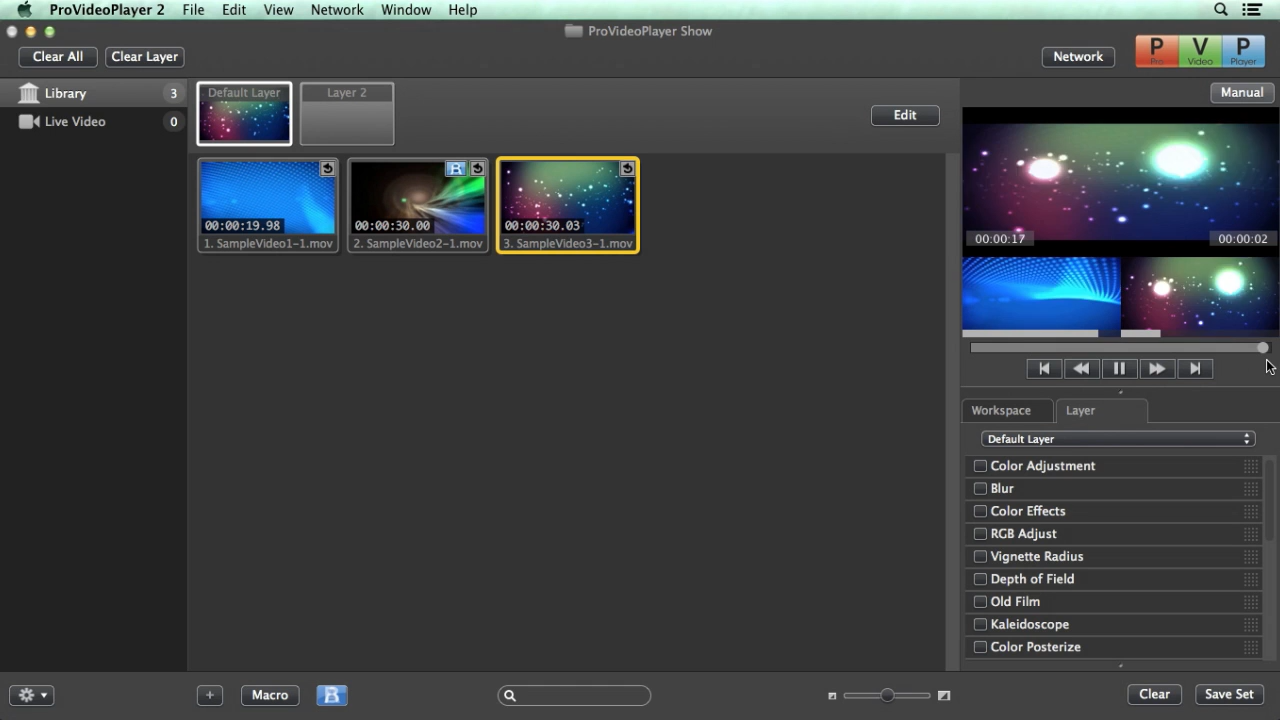 ProVideoPlayer 2 File Edit View Network Window Help
ProVideoPlayer Show
Clear All Clear Layer Network P Pro V Video P Player
Library 3 Default Layer Layer 2 Edit Manual
Live Video 0
00:00:19.98 00:00:30.00 00:00:30.03
1. SampleVideo1-1.mov 2. SampleVideo2-1.mov 3. SampleVideo3-1.mov
00:00:17 00:00:02
Workspace Layer
Default Layer
Color Adjustment
Blur
Color Effects
RGB Adjust
Vignette Radius
Depth of Field
Old Film
Kaleidoscope
Color Posterize
+ Macro Clear Save Set